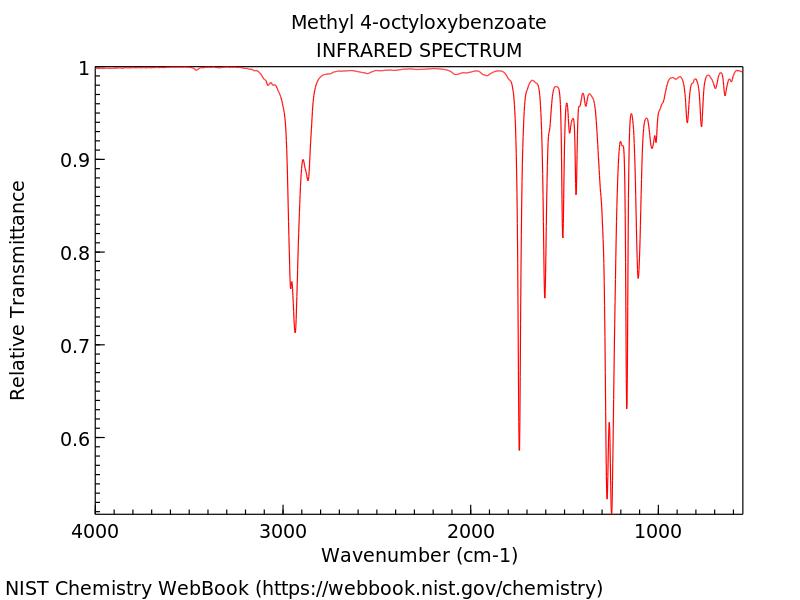 Methyl 4-octyloxybenzoate
INFRARED SPECTRUM
1
0.9
0.8
0.7
0.6
Relative Transmittance
4000 3000 2000 1000
Wavenumber (cm-1)
NIST Chemistry WebBook (https://webbook.nist.gov/chemistry)